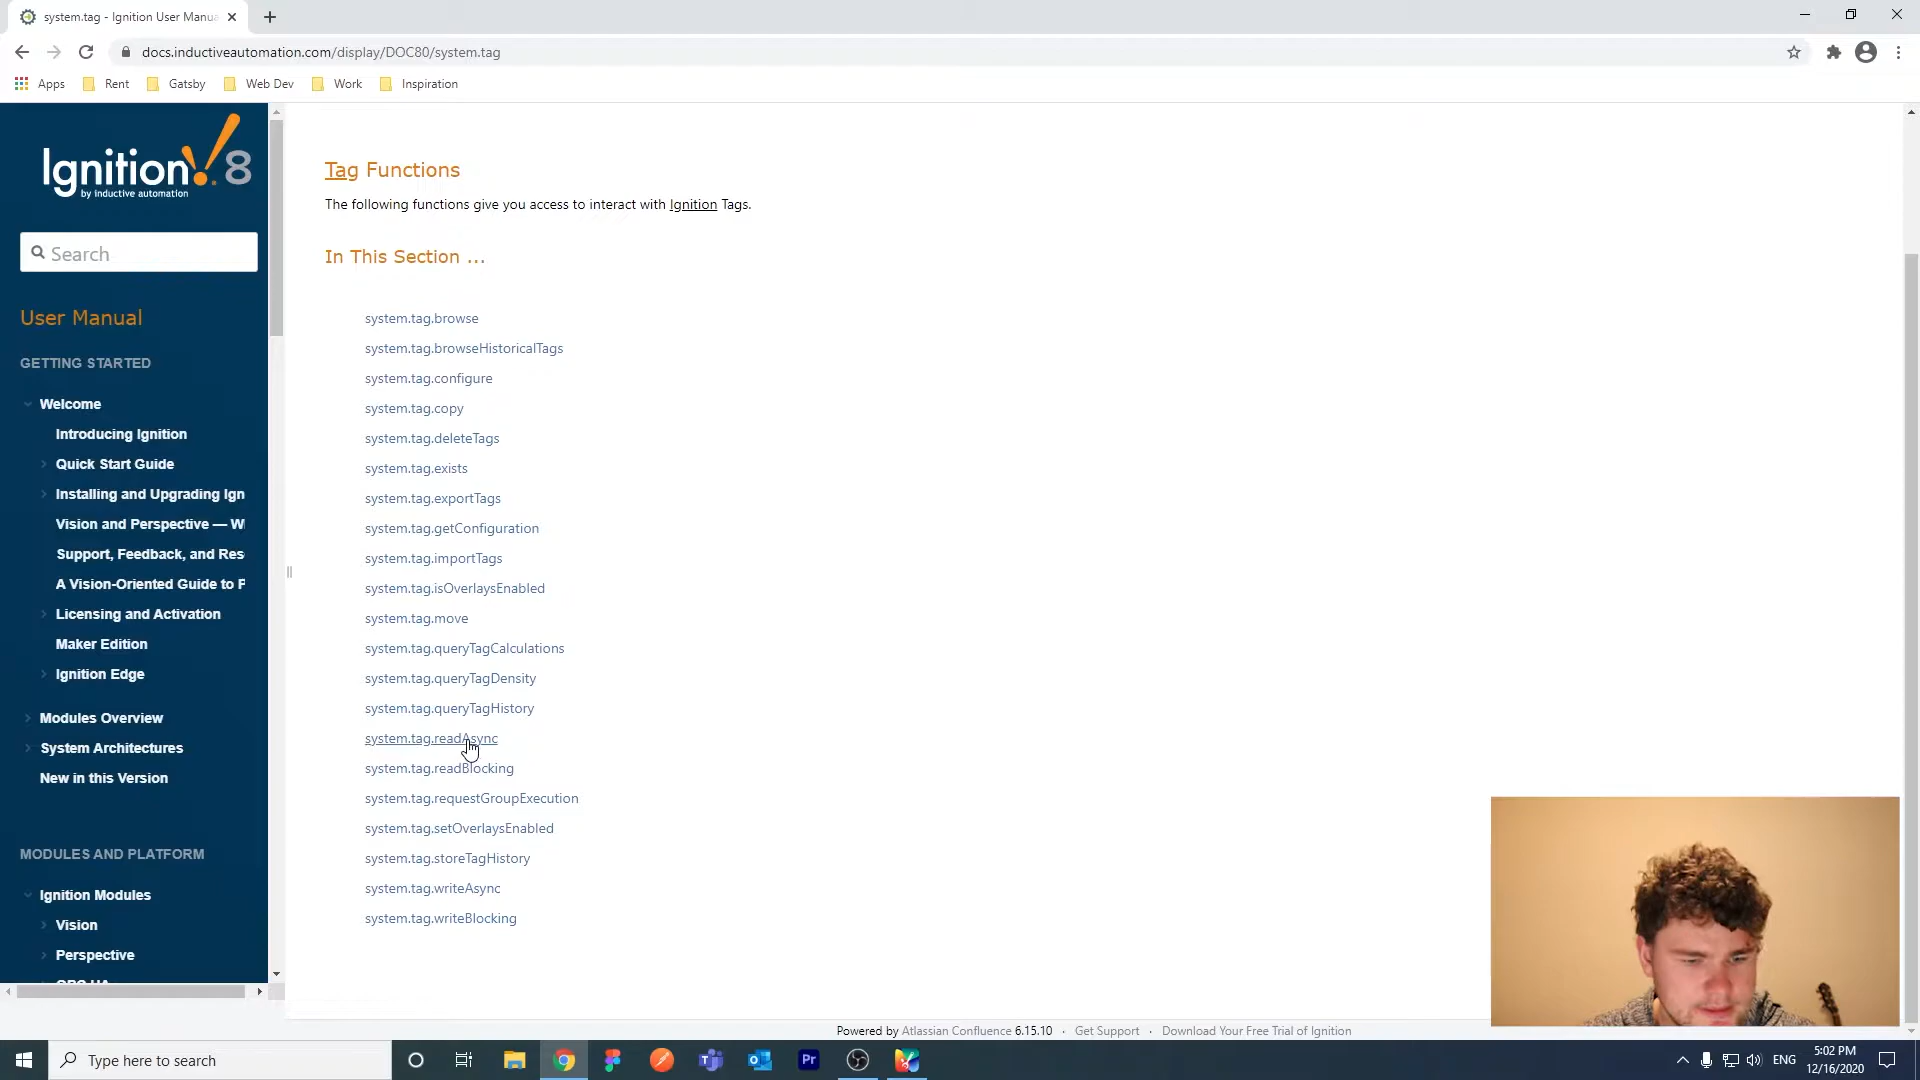 system.tag - Ignition User Manua
docs.inductiveautomation.com/display/DOC80/system.tag
Apps
Rent
Gatsby
Web Dev
Work
Inspiration
Ignition! 8
by inductive automation
Search
User Manual
GETTING STARTED
Welcome
Introducing Ignition
Quick Start Guide
Installing and Upgrading Ign
Vision and Perspective — W
Support, Feedback, and Res
A Vision-Oriented Guide to P
Licensing and Activation
Maker Edition
Ignition Edge
Modules Overview
System Architectures
New in this Version
MODULES AND PLATFORM
Ignition Modules
Vision
Perspective
Tag Functions
The following functions give you access to interact with Ignition Tags.
In This Section ...
system.tag.browse
system.tag.browseHistoricalTags
system.tag.configure
system.tag.copy
system.tag.deleteTags
system.tag.exists
system.tag.exportTags
system.tag.getConfiguration
system.tag.importTags
system.tag.isOverlaysEnabled
system.tag.move
system.tag.queryTagCalculations
system.tag.queryTagDensity
system.tag.queryTagHistory
system.tag.readAsync
system.tag.readBlocking
system.tag.requestGroupExecution
system.tag.setOverlaysEnabled
system.tag.storeTagHistory
system.tag.writeAsync
system.tag.writeBlocking
Powered by Atlassian Confluence 6.15.10 · Get Support · Download Your Free Trial of Ignition
Type here to search
Pr
ENG
5:02 PM
12/16/2020